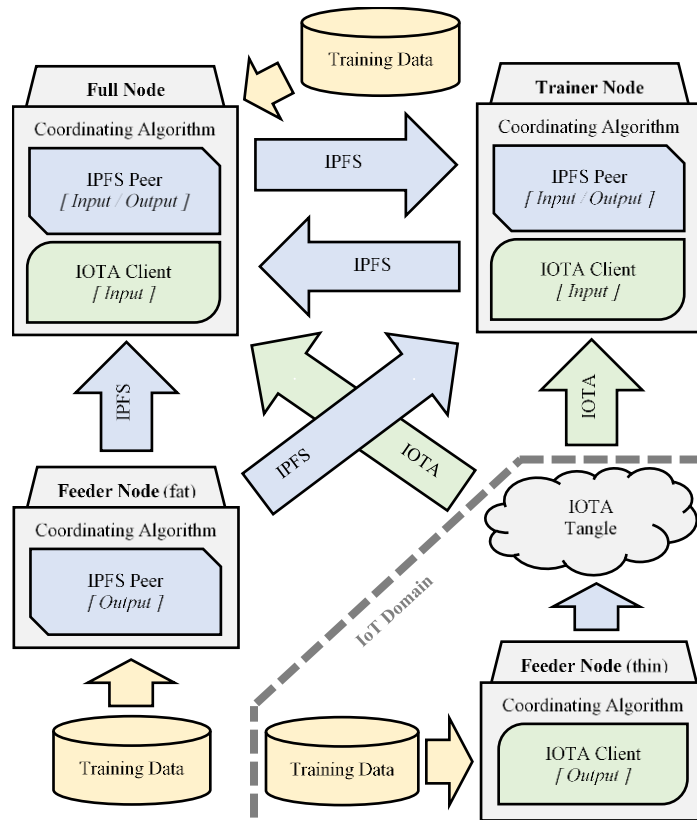 Training Data
Full Node
Trainer Node
Coordinating Algorithm
IPFS Peer
[ Input / Output ]
IOTA Client
[ Input ]
IPFS
IPFS
Coordinating Algorithm
IPFS Peer
[ Input / Output ]
IOTA Client
[ Input ]
IPFS
IPFS
IOTA
IOTA
Feeder Node (fat)
Coordinating Algorithm
IPFS Peer
[ Output ]
Training Data
IoT Domain
IOTA
Tangle
Feeder Node (thin)
Coordinating Algorithm
IOTA Client
[ Output ]
Training Data